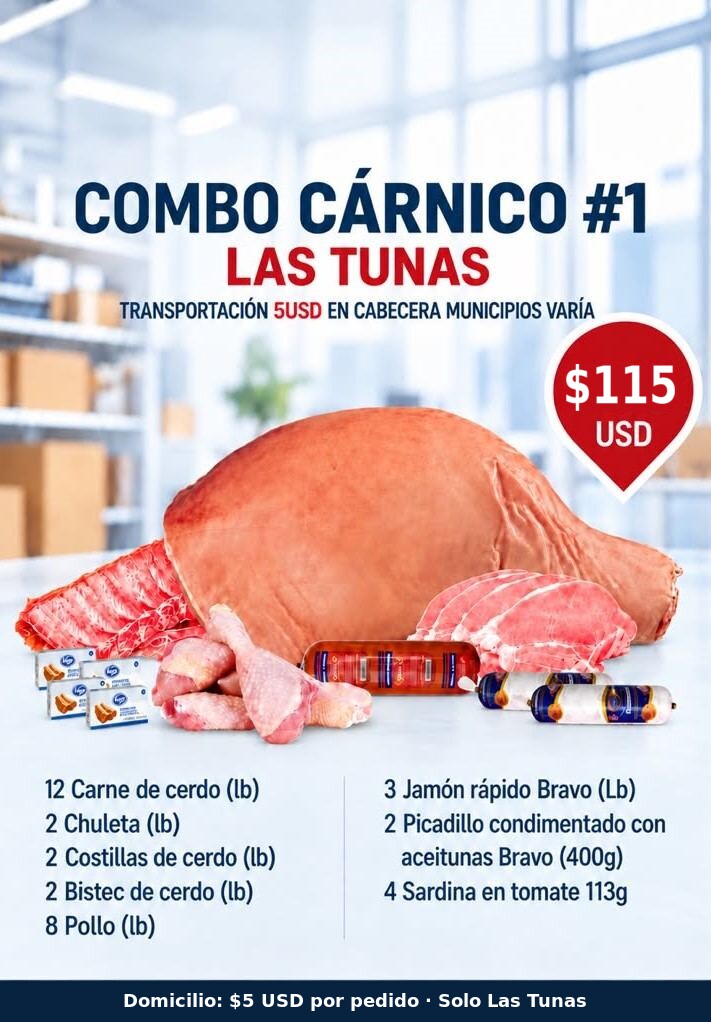 COMBO CÁRNICO #1
LAS TUNAS
TRANSPORTACIÓN 5USD EN CABECERA MUNICIPIOS VARÍA
$115
USD
12 Carne de cerdo (lb)
2 Chuleta (lb)
2 Costillas de cerdo (lb)
2 Bistec de cerdo (lb)
8 Pollo (lb)
3 Jamón rápido Bravo (Lb)
2 Picadillo condimentado con
aceitunas Bravo (400g)
4 Sardina en tomate 113g
Domicilio: $5 USD por pedido · Solo Las Tunas